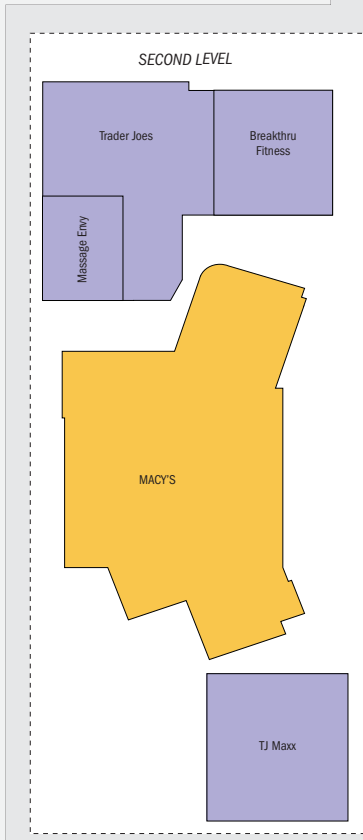 SECOND LEVEL
Trader Joes
Breakthru
Fitness
Massage Envy
MACY'S
TJ Maxx